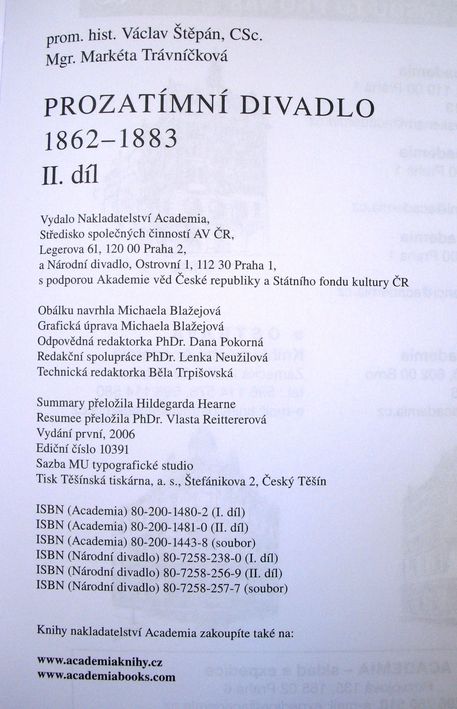 prom. hist. Václav Štěpán, CSc.
Mgr. Markéta Trávníčková
PROZATÍMNÍ DIVADLO
1862–1883
II. díl
Vydalo Nakladatelství Academia,
Středisko společných činností AV ČR,
Legerova 61, 120 00 Praha 2,
a Národní divadlo, Ostrovní 1, 112 30 Praha 1,
s podporou Akademie věd České republiky a Státního fondu kultury ČR
Obálku navrhla Michaela Blažejová
Grafická úprava Michaela Blažejová
Odpovědná redaktorka PhDr. Dana Pokorná
Redakční spolupráce PhDr. Lenka Neužilová
Technická redaktorka Běla Trpišovská
Summary přeložila Hildegarda Hearne
Resumee přeložila PhDr. Vlasta Reittererová
Vydání první, 2006
Ediční číslo 10391
Sazba MU typografické studio
Tisk Těšínská tiskárna, a. s., Štefánikova 2, Český Těšín
ISBN (Academia) 80-200-1480-2 (I. díl)
ISBN (Academia) 80-200-1481-0 (II. díl)
ISBN (Academia) 80-200-1443-8 (soubor)
ISBN (Národní divadlo) 80-7258-238-0 (I. díl)
ISBN (Národní divadlo) 80-7258-256-9 (II. díl)
ISBN (Národní divadlo) 80-7258-257-7 (soubor)
Knihy nakladatelství Academia zakoupíte také na:
www.academiaknihy.cz
www.academiabooks.com